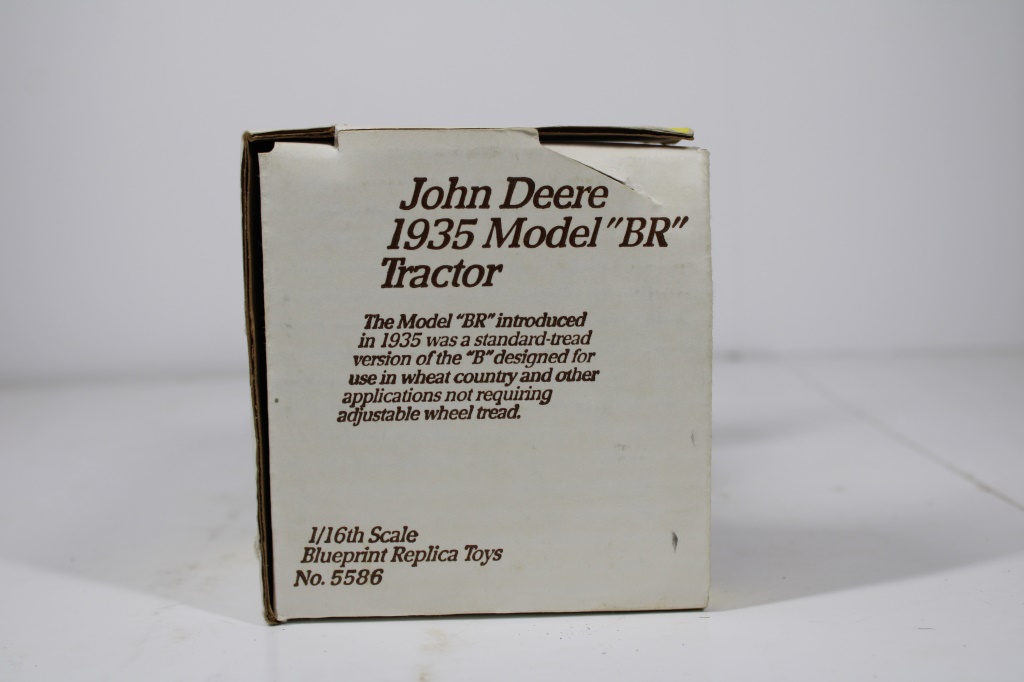 John Deere
1935 Model "BR"
Tractor
The Model "BR" introduced
in 1935 was a standard-tread
version of the "B" designed for
use in wheat country and other
applications not requiring
adjustable wheel tread.
1/16th Scale
Blueprint Replica Toys
No. 5586